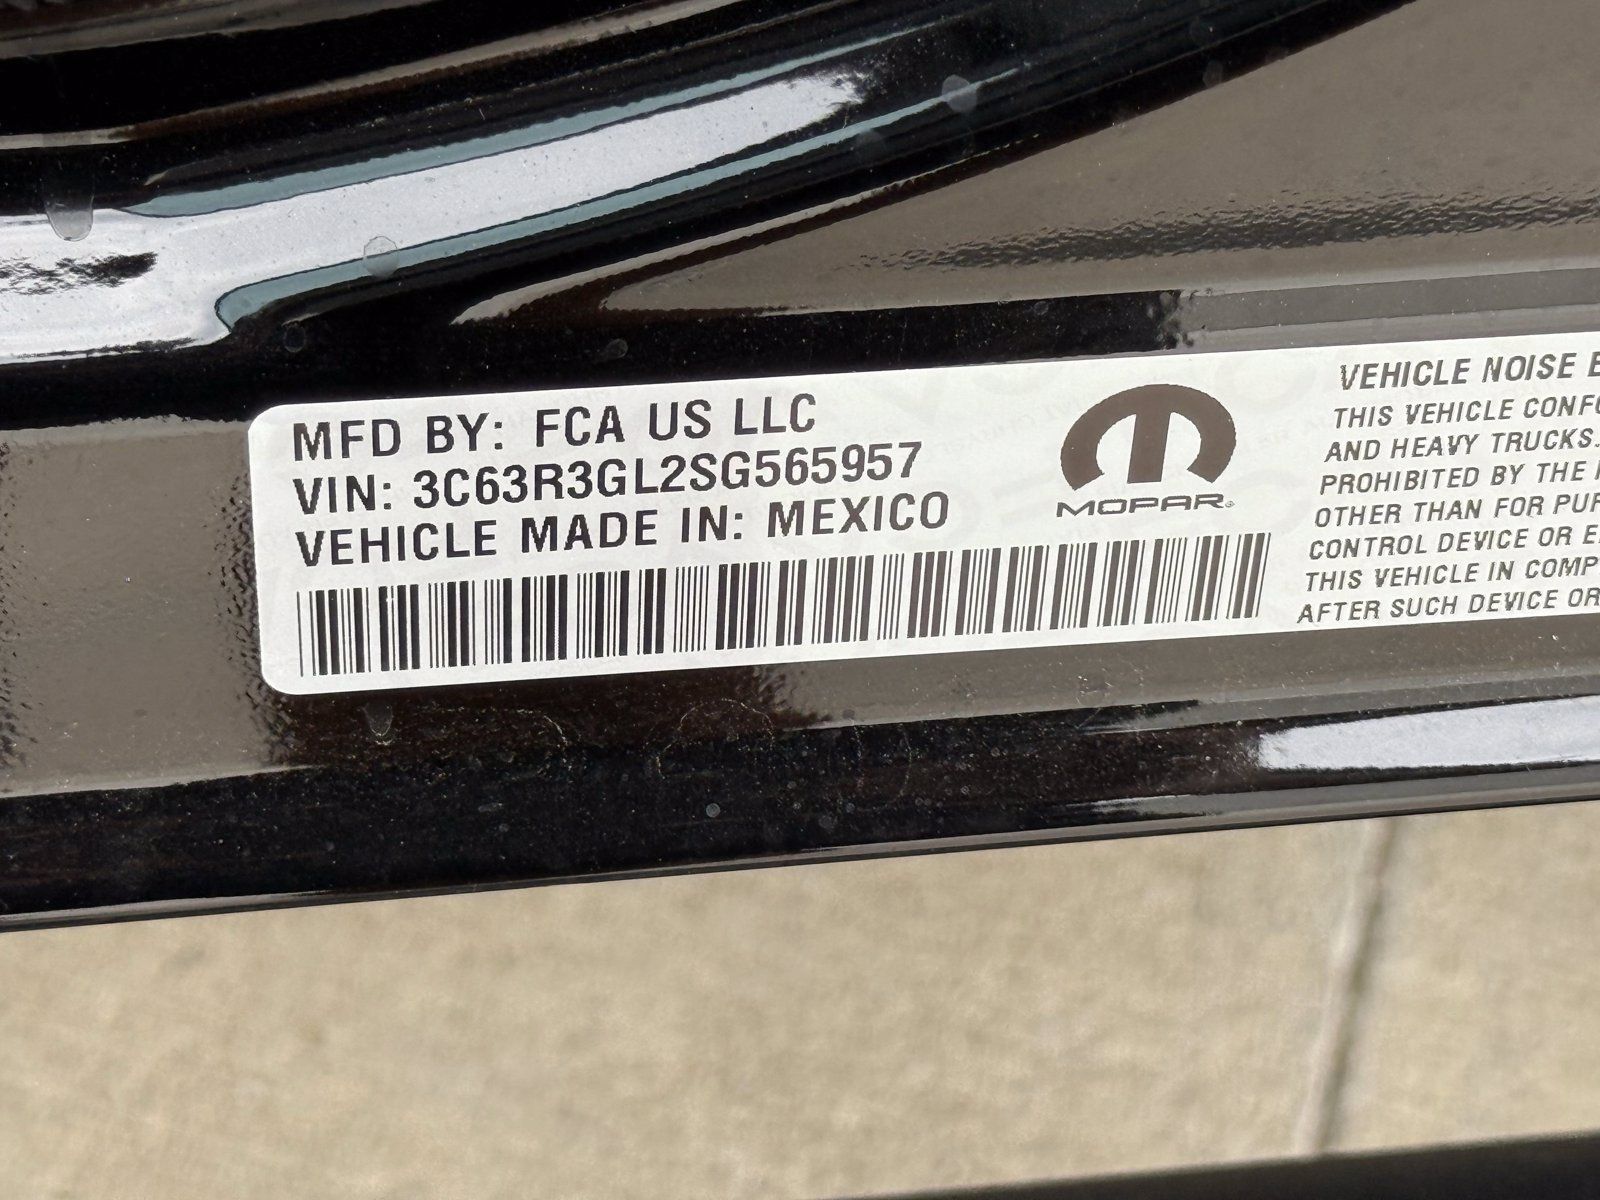 MFD BY: FCA US LLC
VIN: 3C63R3GL2SG565957
VEHICLE MADE IN: MEXICO
MOPAR®
VEHICLE NOISE E
THIS VEHICLE CONFO
AND HEAVY TRUCKS.
PROHIBITED BY THE
OTHER THAN FOR PUR
CONTROL DEVICE OR E
THIS VEHICLE IN COMP
AFTER SUCH DEVICE OR